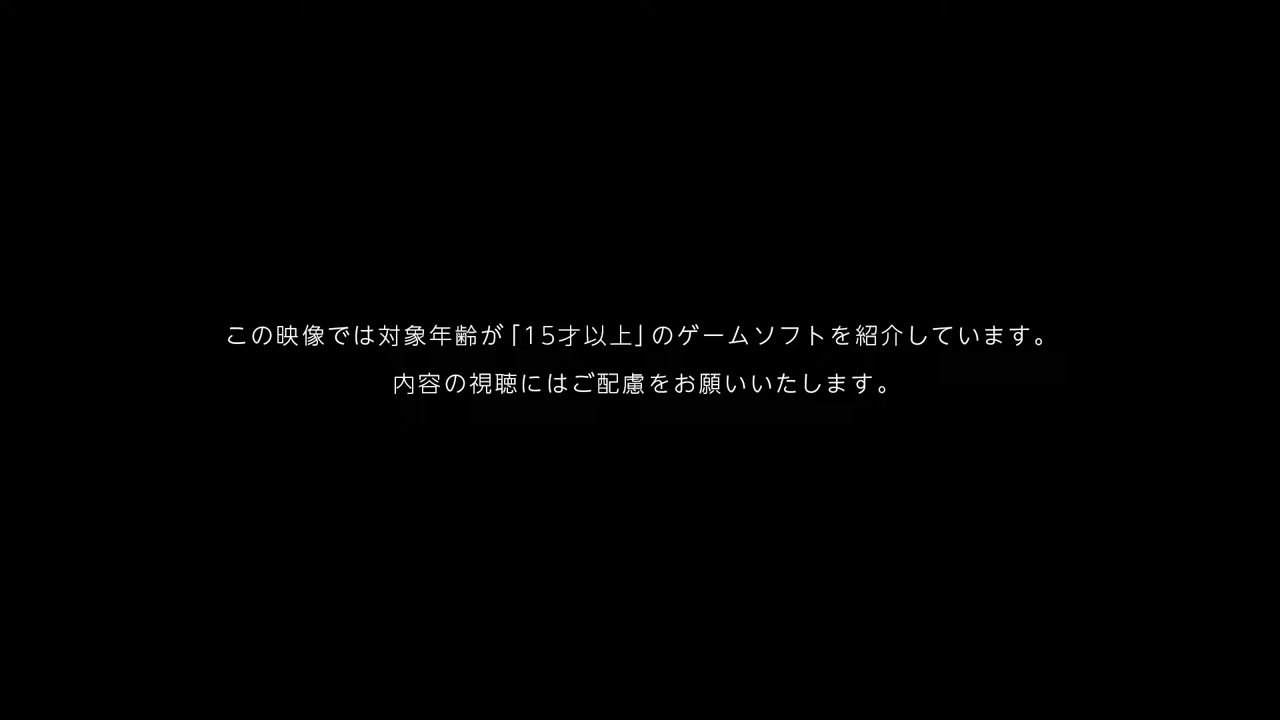 この映像では対象年齢が「15才以上」のゲームソフトを紹介しています。
内容の視聴にはご配慮をお願いいたします。